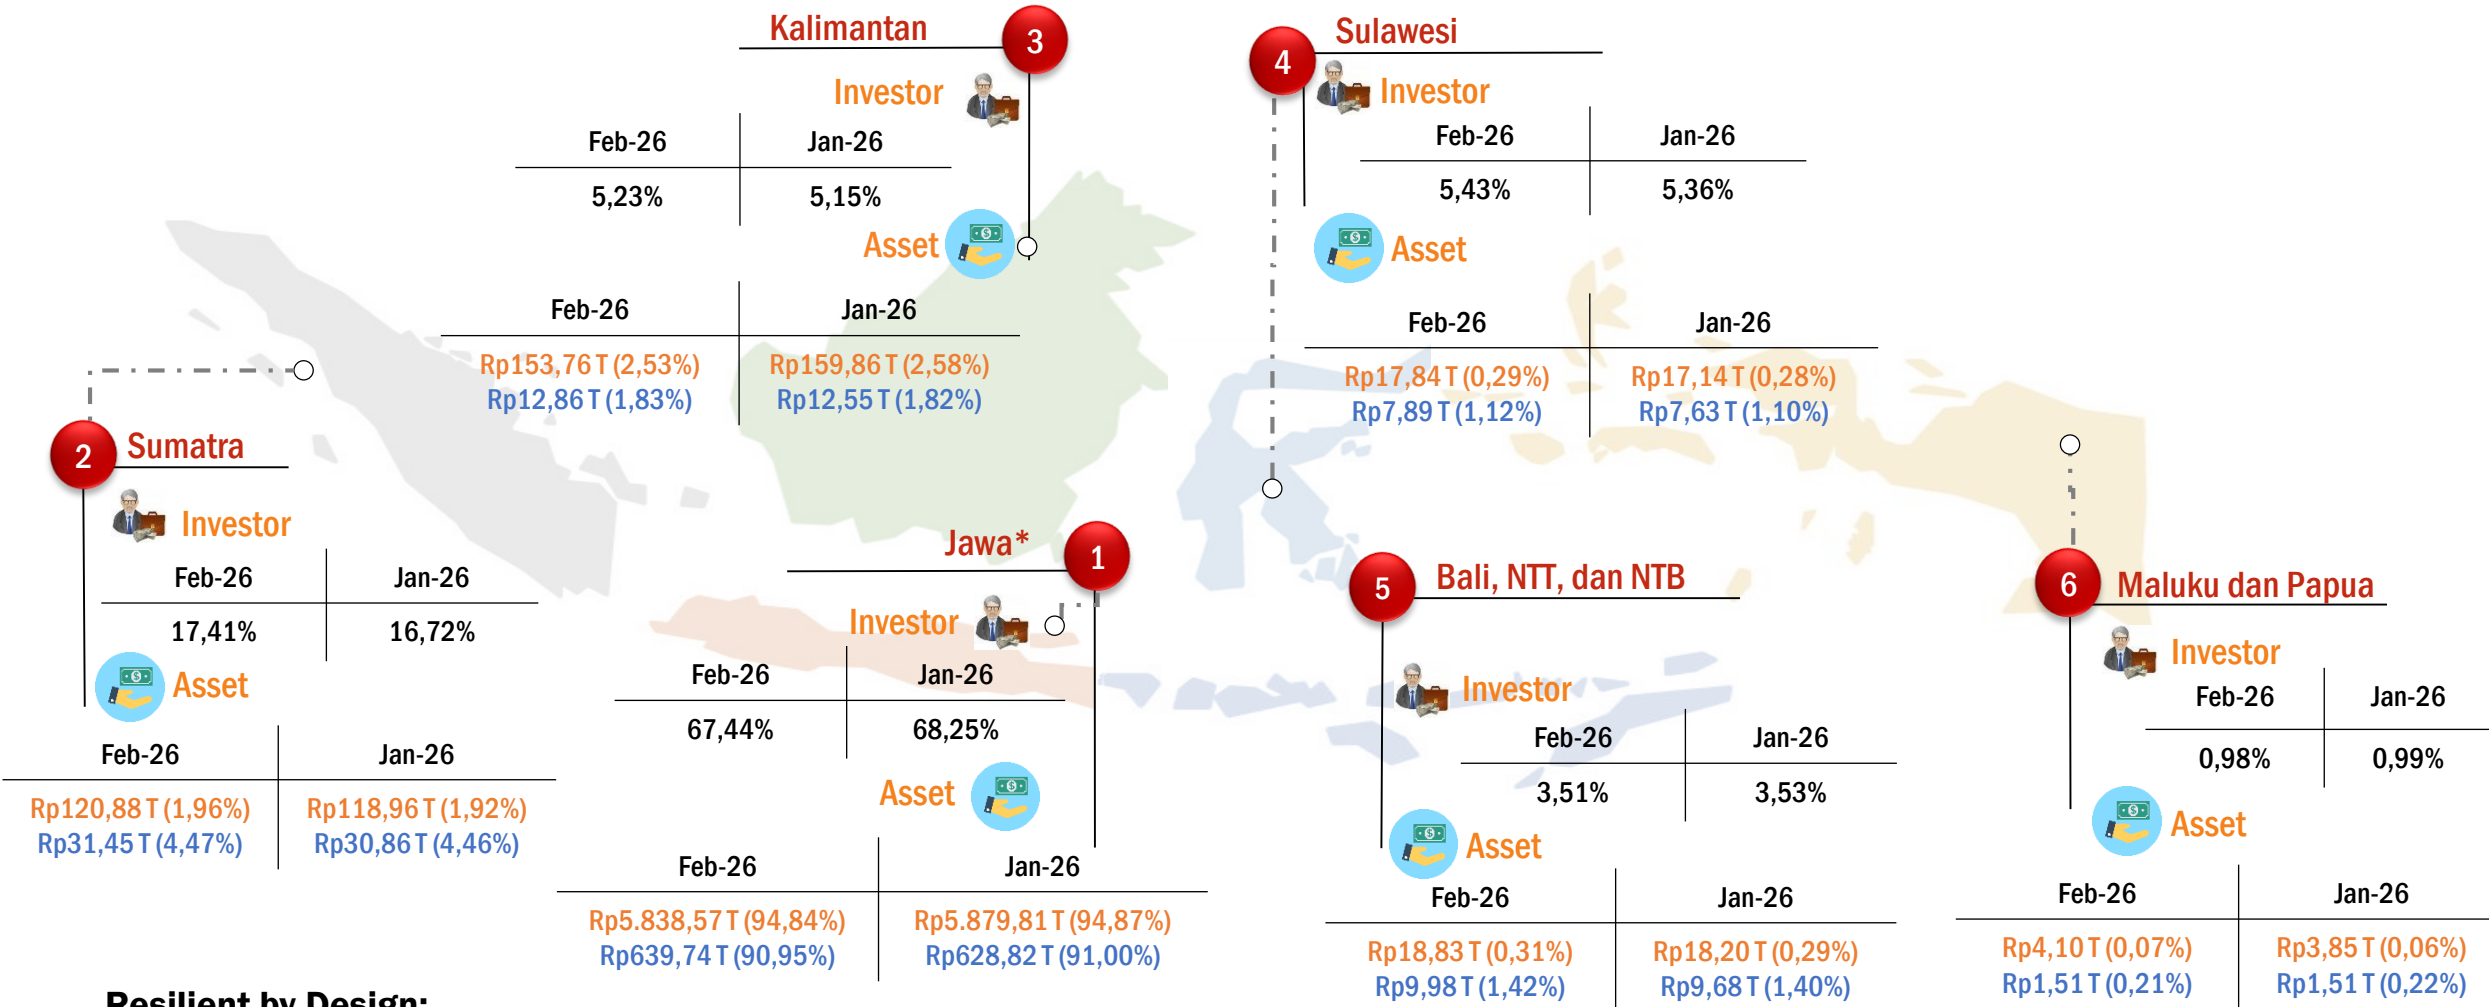 Kalimantan
3
Investor
Feb-26 Jan-26
5,23% 5,15%
Asset
Feb-26 Jan-26
Rp153,76 T (2,53%) Rp159,86 T (2,58%)
Rp12,86 T (1,83%) Rp12,55 T (1,82%)
4
Sulawesi
Investor
Feb-26 Jan-26
5,43% 5,36%
Asset
Feb-26 Jan-26
Rp17,84 T (0,29%) Rp17,14 T (0,28%)
Rp7,89 T (1,12%) Rp7,63 T (1,10%)
2
Sumatra
Investor
Feb-26 Jan-26
17,41% 16,72%
Asset
Feb-26 Jan-26
Rp120,88 T (1,96%) Rp118,96 T (1,92%)
Rp31,45 T (4,47%) Rp30,86 T (4,46%)
Jawa*
1
Investor
Feb-26 Jan-26
67,44% 68,25%
Asset
Feb-26 Jan-26
Rp5.838,57 T (94,84%) Rp5.879,81 T (94,87%)
Rp639,74 T (90,95%) Rp628,82 T (91,00%)
5
Bali, NTT, dan NTB
Investor
Feb-26 Jan-26
3,51% 3,53%
Asset
Feb-26 Jan-26
Rp18,83 T (0,31%) Rp18,20 T (0,29%)
Rp9,98 T (1,42%) Rp9,68 T (1,40%)
6
Maluku dan Papua
Investor
Feb-26 Jan-26
0,98% 0,99%
Asset
Feb-26 Jan-26
Rp4,10 T (0,07%) Rp3,85 T (0,06%)
Rp1,51 T (0,21%) Rp1,51 T (0,22%)
Resilient by Design: